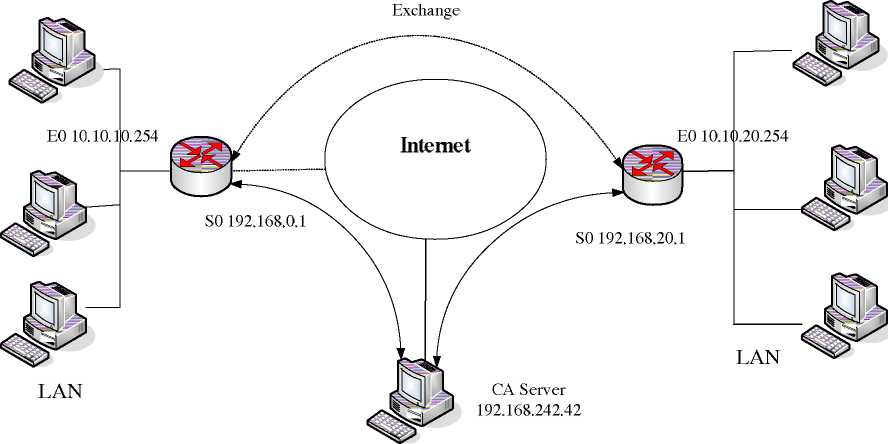 Exchange
E0 10.10.10.254
Internet
E0 10.10.20.254
S0 192.168.0.1
S0 192.168.20.1
LAN
LAN
CA Server
192.168.242.42